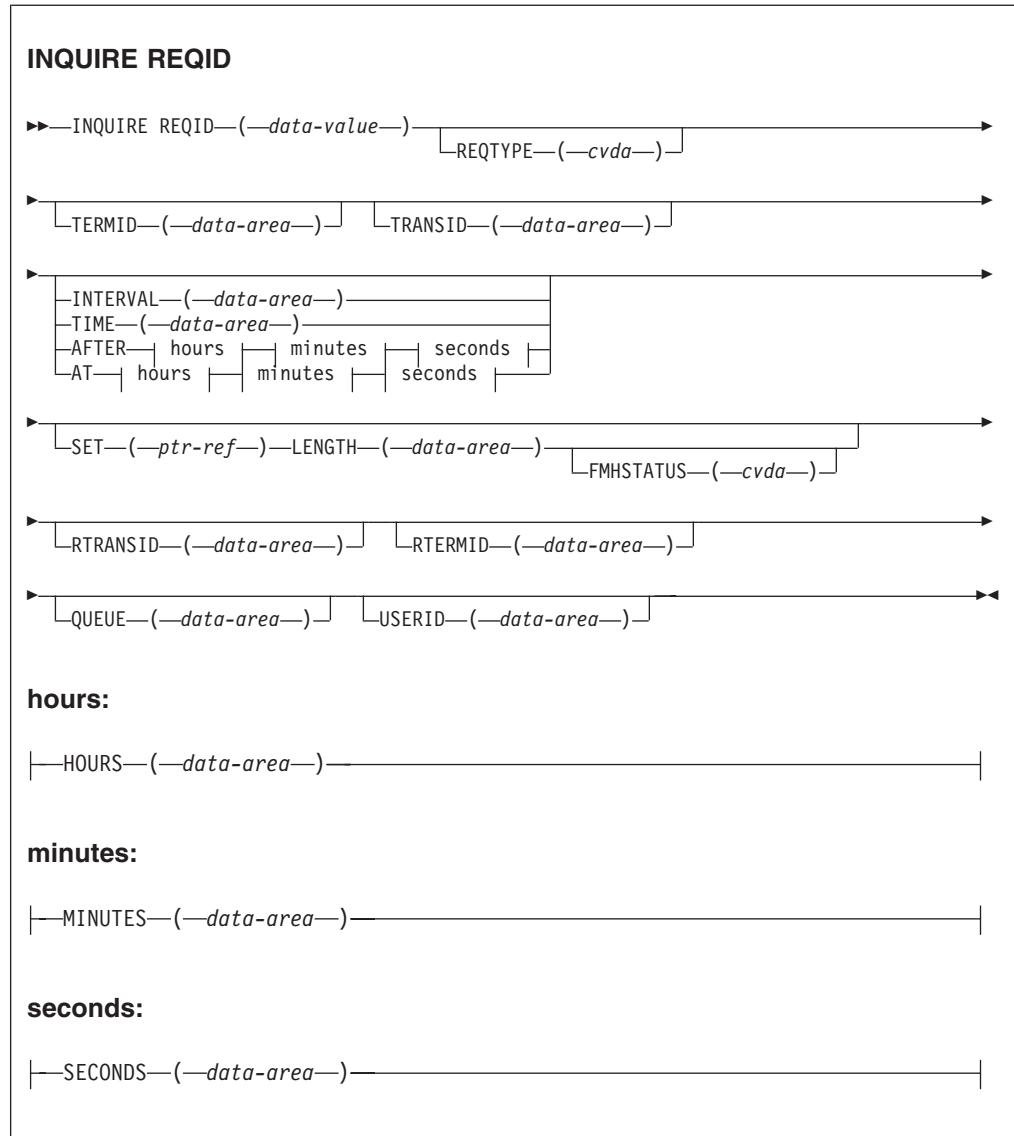 INQUIRE REQID
INQUIRE REQID ( data-value )
REQTYPE ( cvda )
TERMID ( data-area ) TRANSID ( data-area )
INTERVAL ( data-area )
TIME ( data-area )
AFTER hours minutes seconds
AT hours minutes seconds
SET ( ptr-ref ) LENGTH ( data-area )
FMHSTATUS ( cvda )
RTRANSID ( data-area ) RTERMID ( data-area )
QUEUE ( data-area ) USERID ( data-area )
hours:
HOURS ( data-area )
minutes:
MINUTES ( data-area )
seconds:
SECONDS ( data-area )